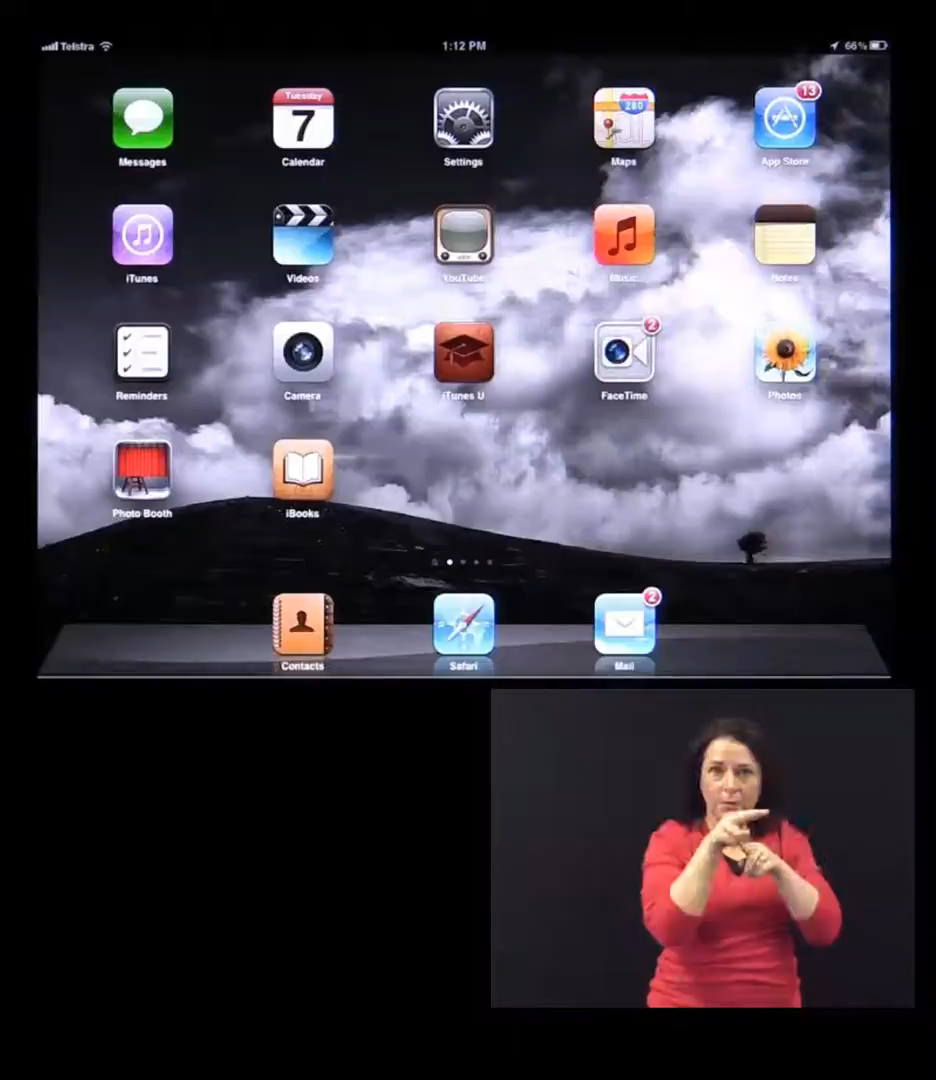 Telstra 1:12 PM 66%
13
Tuesday
7
280
Messages Calendar Settings Maps App Store
iTunes Videos YouTube Music Notes
2
Reminders Camera iTunes U FaceTime Photos
Photo Booth iBooks
2
Contacts Safari Mail